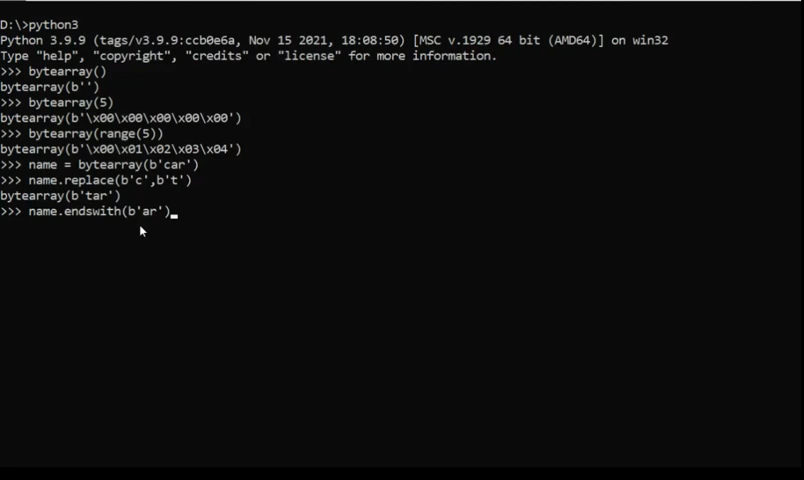 D:\>python3
Python 3.9.9 (tags/v3.9.9:ccb0e6a, Nov 15 2021, 18:08:50) [MSC v.1929 64 bit (AMD64)] on win32
Type "help", "copyright", "credits" or "license" for more information.
>>> bytearray()
bytearray(b'')
>>> bytearray(5)
bytearray(b'\x00\x00\x00\x00\x00')
>>> bytearray(range(5))
bytearray(b'\x00\x01\x02\x03\x04')
>>> name = bytearray(b'car')
>>> name.replace(b'c',b't')
bytearray(b'tar')
>>> name.endswith(b'ar')